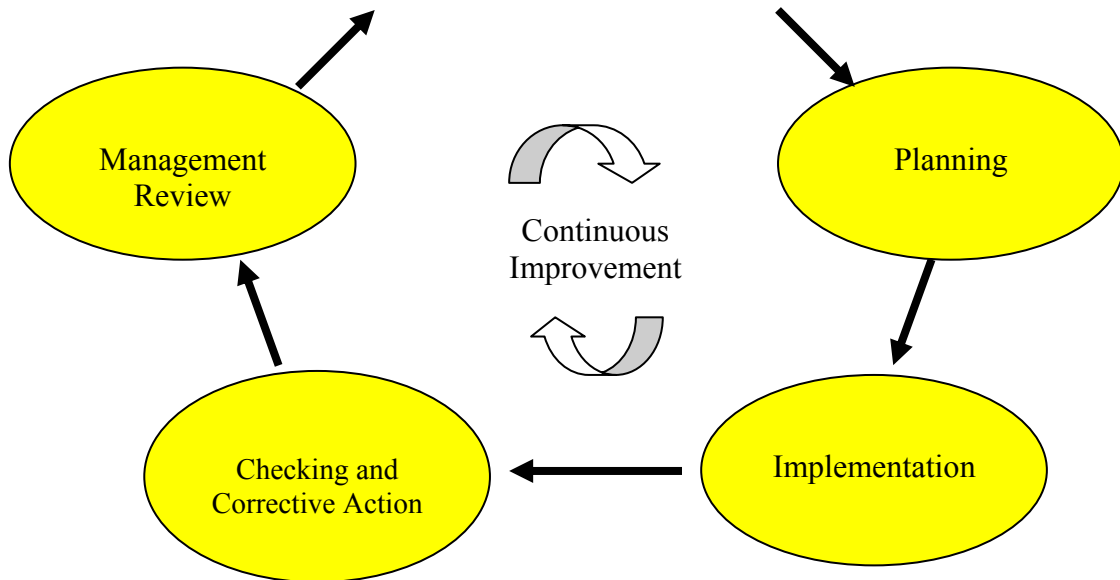 Management
Review
Planning
Continuous
Improvement
Checking and
Corrective Action
Implementation